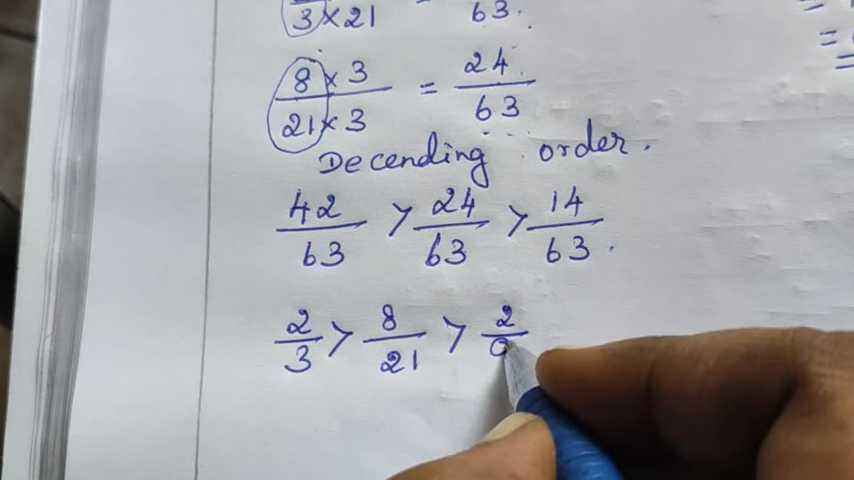 3 × 21 63.
8 × 3 / 21 × 3 = 24 / 63
Decending order.
42/63 > 24/63 > 14/63.
2/3 > 8/21 > 2/